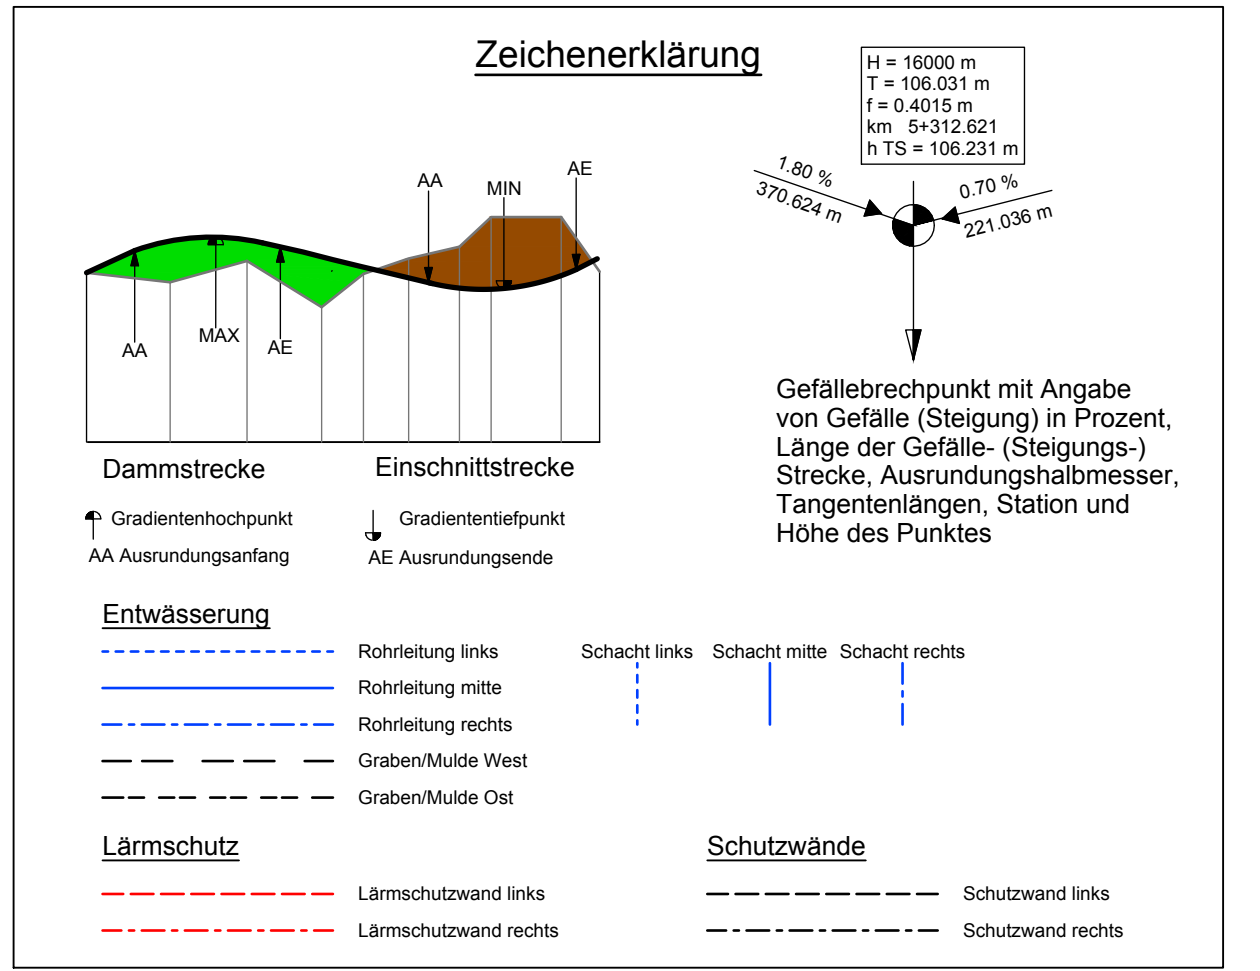 Zeichenerklärung
H = 16000 m
T = 106.031 m
f = 0.4015 m
km 5+312.621
h TS = 106.231 m
1.80 %
370.624 m
0.70 %
221.036 m
AA
MIN
AE
AA
MAX
AE
Dammstrecke
Einschnittstrecke
Gradientenhochpunkt
Gradiententiefpunkt
AA Ausrundungsanfang
AE Ausrundungsende
Gefällebrechpunkt mit Angabe
von Gefälle (Steigung) in Prozent,
Länge der Gefälle- (Steigungs-)
Strecke, Ausrundungshalbmesser,
Tangentenlängen, Station und
Höhe des Punktes
Entwässerung
Rohrleitung links
Rohrleitung mitte
Rohrleitung rechts
Graben/Mulde West
Graben/Mulde Ost
Schacht links
Schacht mitte
Schacht rechts
Lärmschutz
Lärmschutzwand links
Lärmschutzwand rechts
Schutzwände
Schutzwand links
Schutzwand rechts